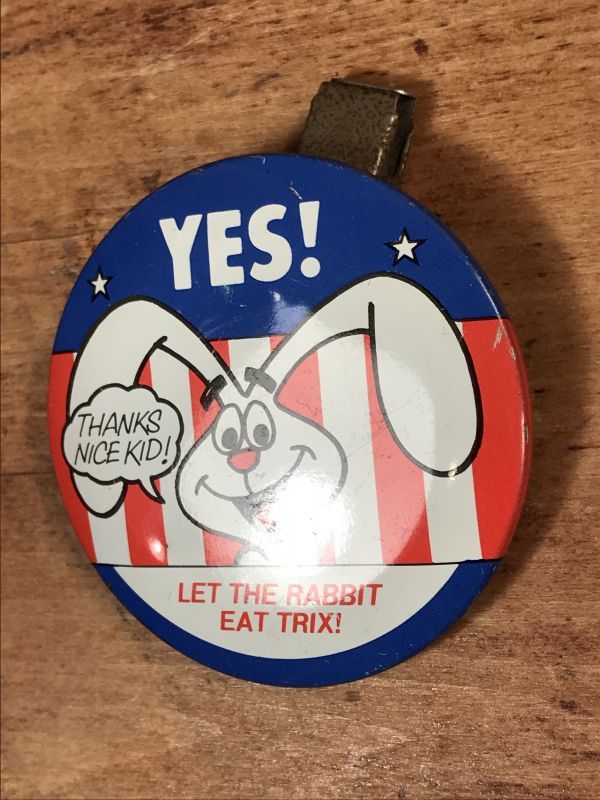 YES!
THANKS
NICE KID!
LET THE RABBIT
EAT TRIX!